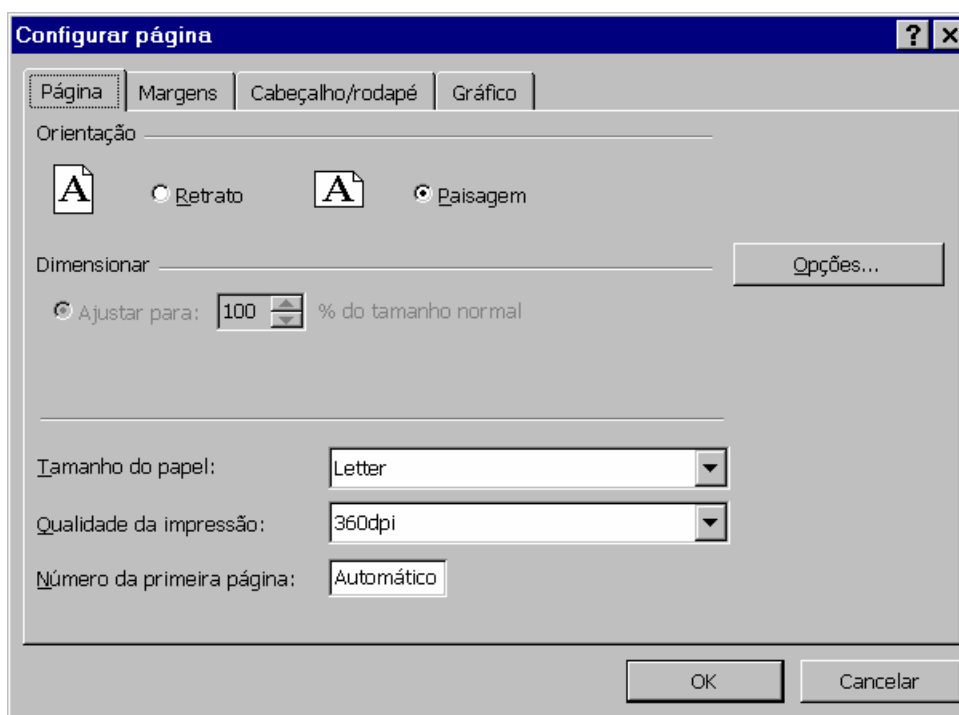 Configurar página
Página Margens Cabeçalho/rodapé Gráfico
Orientação
A Retrato A Paisagem
Dimensionar
Opções...
Ajustar para: 100 % do tamanho normal
Tamanho do papel: Letter
Qualidade da impressão: 360dpi
Número da primeira página: Automático
OK Cancelar